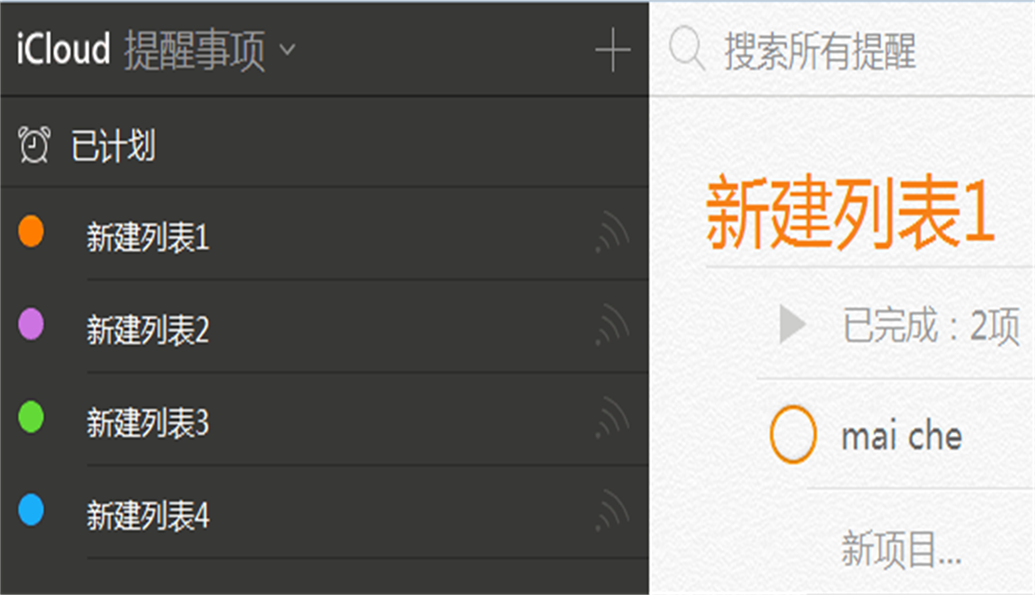 iCloud 提醒事项
已计划
新建列表1
新建列表2
新建列表3
新建列表4
搜索所有提醒
新建列表1
已完成：2项
mai che
新项目...